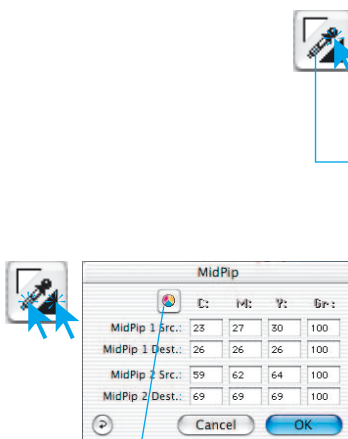 MidPip
C: M: Y: Gr:
MidPip 1 Src.: 23 27 30 100
MidPip 1 Dest.: 26 26 26 100
MidPip 2 Src.: 59 62 64 100
MidPip 2 Dest.: 69 69 69 100
Cancel OK